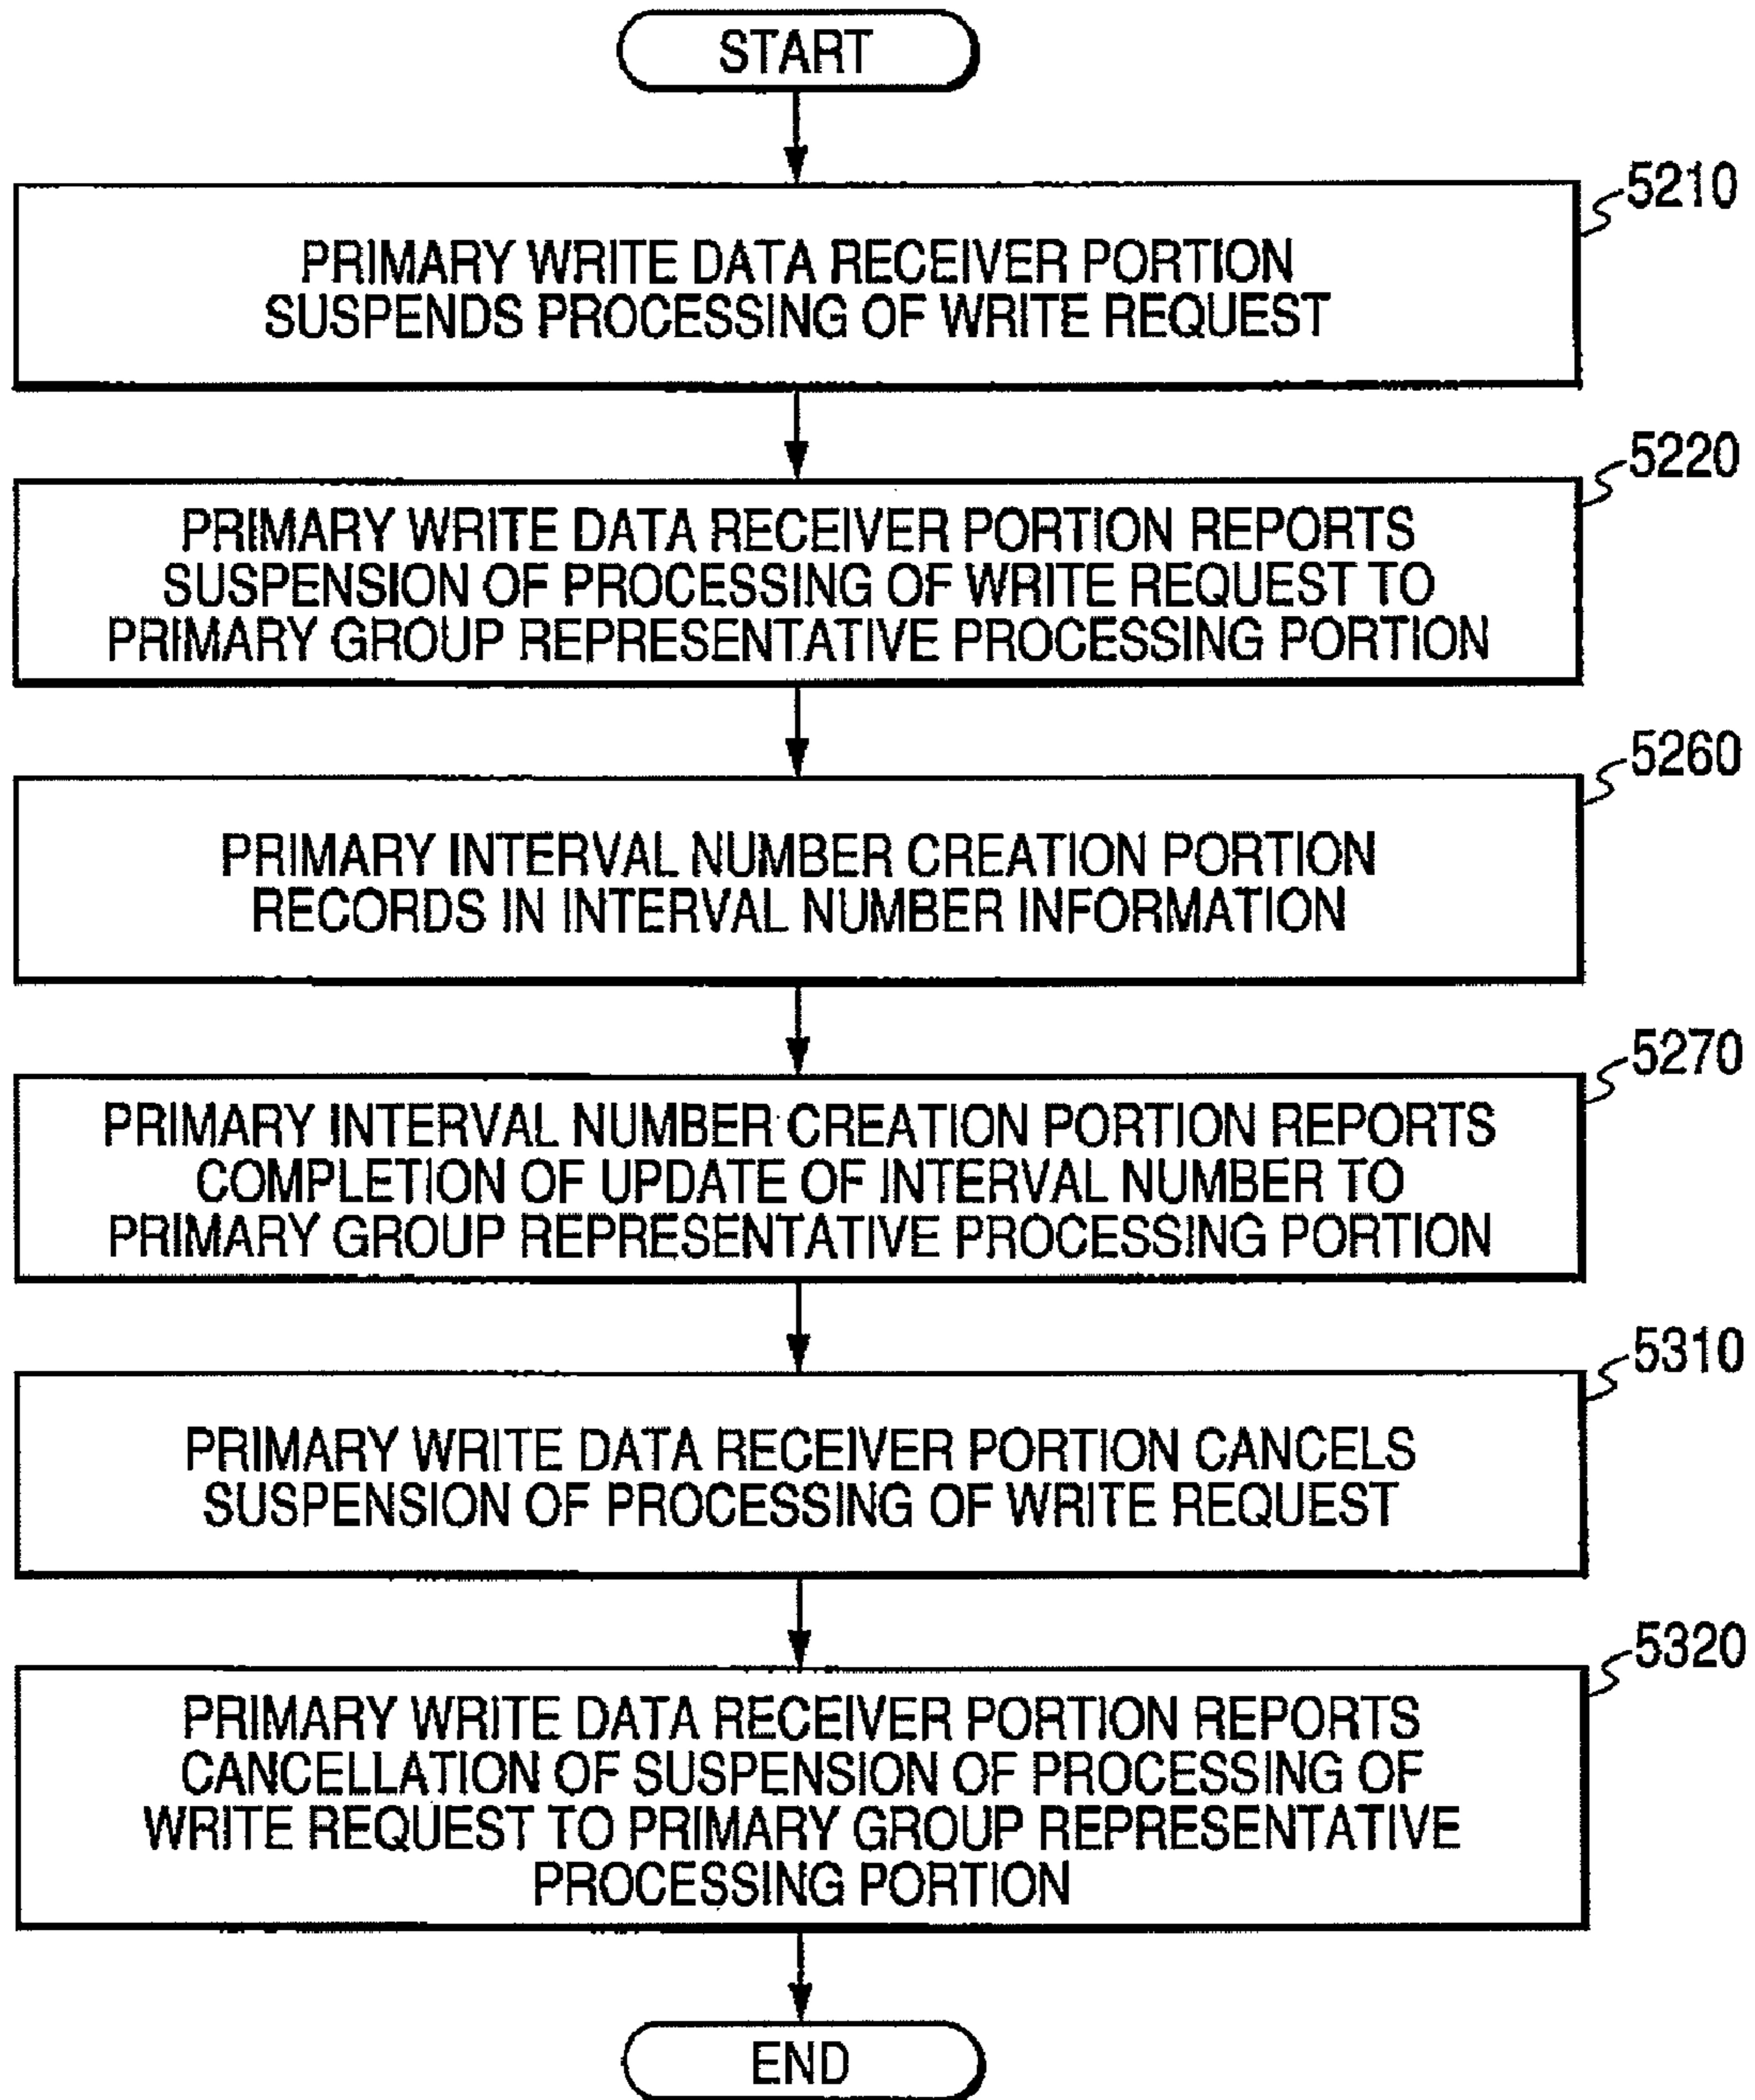 START
5210
PRIMARY WRITE DATA RECEIVER PORTION
SUSPENDS PROCESSING OF WRITE REQUEST
5220
PRIMARY WRITE DATA RECEIVER PORTION REPORTS
SUSPENSION OF PROCESSING OF WRITE REQUEST TO
PRIMARY GROUP REPRESENTATIVE PROCESSING PORTION
5260
PRIMARY INTERVAL NUMBER CREATION PORTION
RECORDS IN INTERVAL NUMBER INFORMATION
5270
PRIMARY INTERVAL NUMBER CREATION PORTION REPORTS
COMPLETION OF UPDATE OF INTERVAL NUMBER TO
PRIMARY GROUP REPRESENTATIVE PROCESSING PORTION
5310
PRIMARY WRITE DATA RECEIVER PORTION CANCELS
SUSPENSION OF PROCESSING OF WRITE REQUEST
5320
PRIMARY WRITE DATA RECEIVER PORTION REPORTS
CANCELLATION OF SUSPENSION OF PROCESSING OF
WRITE REQUEST TO PRIMARY GROUP REPRESENTATIVE
PROCESSING PORTION
END